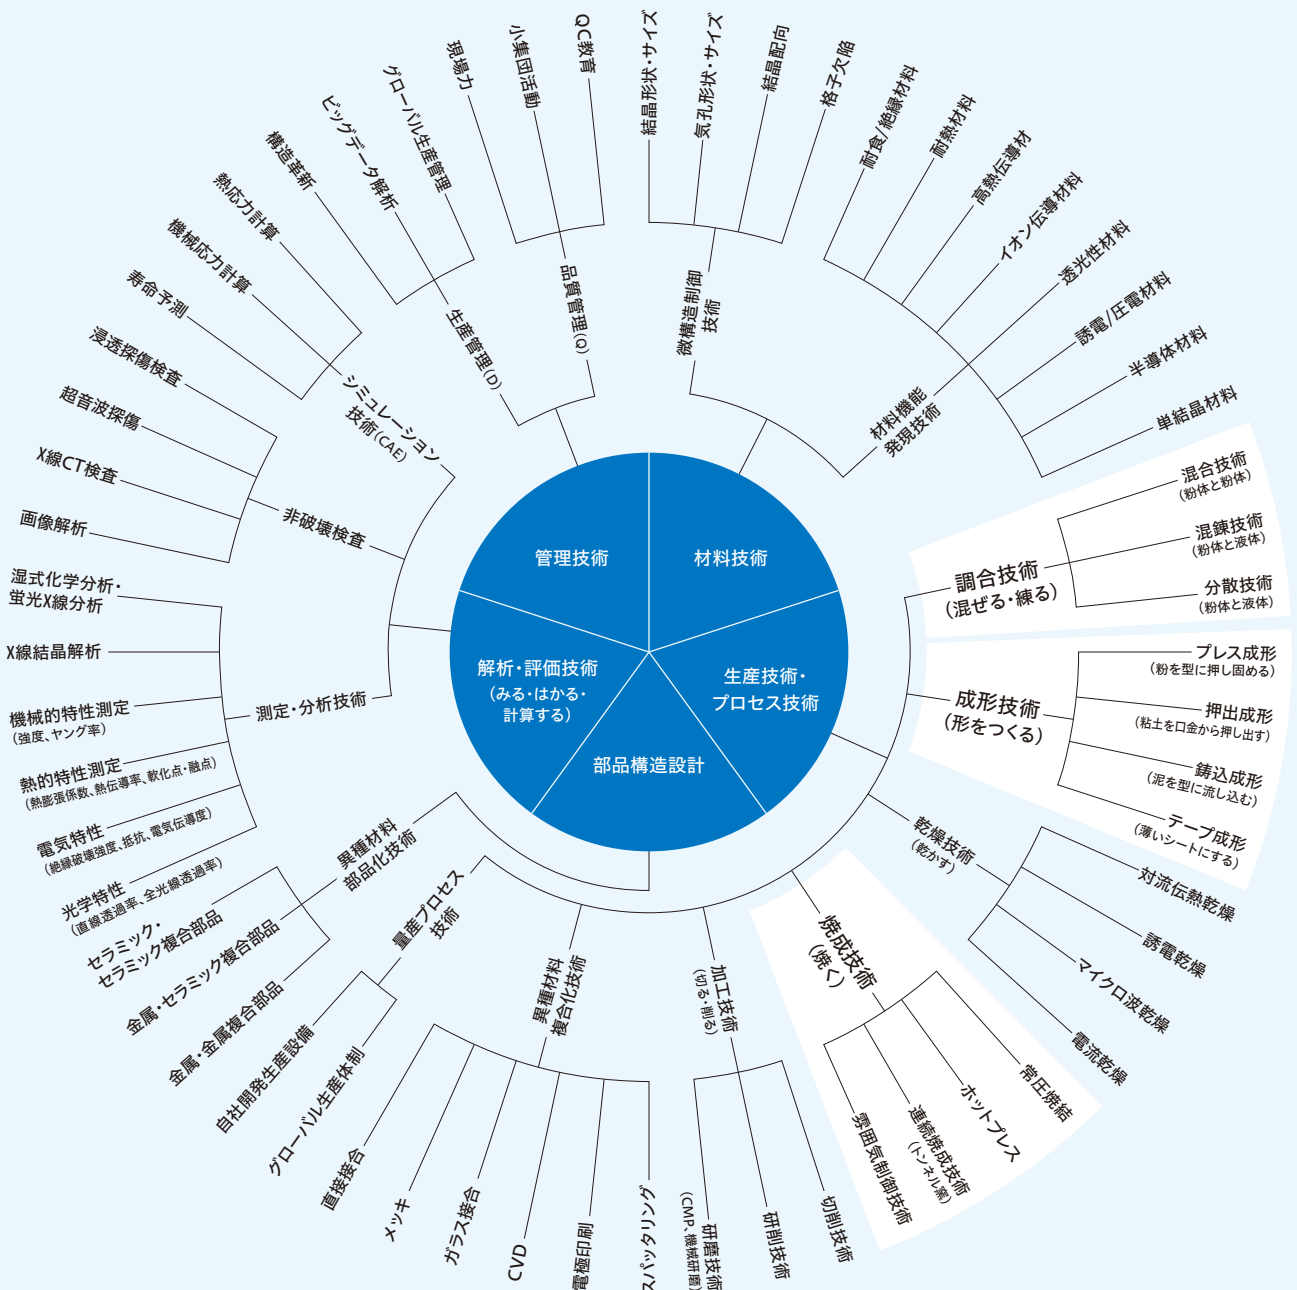 管理技術
材料技術
生産技術・
プロセス技術
部品構造設計
解析・評価技術
(みる・はかる・
計算する)
微構造制御
技術
結晶形状・サイズ
気孔形状・サイズ
結晶配向
格子欠陥
材料機能
発現技術
耐食/絶縁材料
耐熱材料
高熱伝導材
イオン伝導材料
透光性材料
誘電/圧電材料
半導体材料
単結晶材料
調合技術
(混ぜる・練る)
混合技術
(粉体と粉体)
混錬技術
(粉体と液体)
分散技術
(粉体と液体)
成形技術
(形をつくる)
プレス成形
(粉を型に押し固める)
押出成形
(粘土を口金から押し出す)
鋳込成形
(泥を型に流し込む)
テープ成形
(薄いシートにする)
乾燥技術
(乾かす)
対流伝熱乾燥
誘電乾燥
マイクロ波乾燥
電流乾燥
焼成技術
(焼く)
常圧焼結
ホットプレス
連続焼成技術
(トンネル窯)
雰囲気制御技術
加工技術
(切る・削る)
切削技術
研削技術
研磨技術
(CMP、機械研磨)
異種材料
複合化技術
スパッタリング
電極印刷
CVD
ガラス接合
メッキ
直接接合
量産プロセス
技術
グローバル生産体制
自社開発生産設備
異種材料
部品化技術
金属・金属複合部品
金属・セラミック複合部品
セラミック・
セラミック複合部品
測定・分析技術
光学特性
(直線透過率、全光線透過率)
電気特性
(絶縁破壊強度、抵抗、電気伝導度)
熱的特性測定
(熱膨張係数、熱伝導率、軟化点・融点)
機械的特性測定
(強度、ヤング率)
X線結晶解析
湿式化学分析・
蛍光X線分析
非破壊検査
画像解析
X線CT検査
超音波探傷
浸透探傷検査
シミュレーション
技術(CAE)
寿命予測
機械応力計算
熱応力計算
生産管理(D)
構造革新
ビッグデータ解析
グローバル生産管理
品質管理(Q)
現場力
小集団活動
QC教育